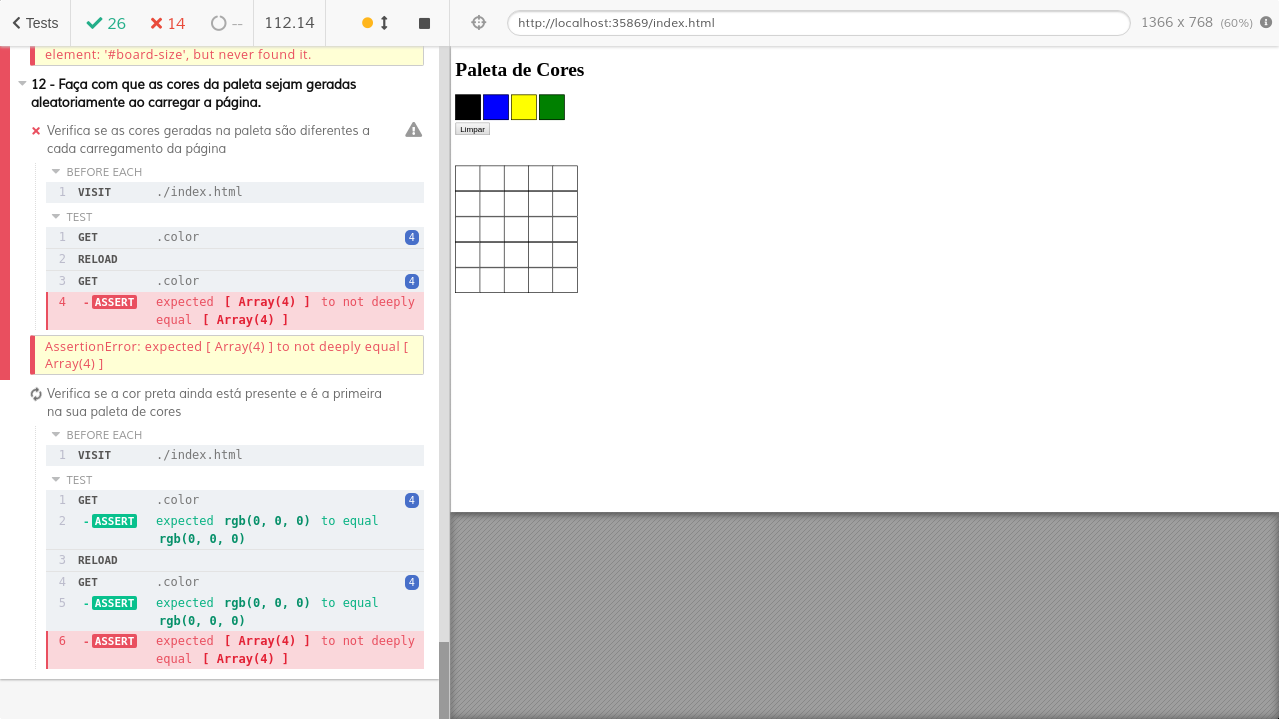 Tests 26 14 -- 112.14 http://localhost:35869/index.html 1366 x 768 (60%)
element: '#board-size', but never found it.
12 - Faça com que as cores da paleta sejam geradas
aleatoriamente ao carregar a página.
Verifica se as cores geradas na paleta são diferentes a
cada carregamento da página
BEFORE EACH
1 VISIT ./index.html
TEST
1 GET .color 4
2 RELOAD
3 GET .color 4
4 -ASSERT expected [ Array(4) ] to not deeply
equal [ Array(4) ]
AssertionError: expected [ Array(4) ] to not deeply equal [
Array(4) ]
Verifica se a cor preta ainda está presente e é a primeira
na sua paleta de cores
BEFORE EACH
1 VISIT ./index.html
TEST
1 GET .color 4
2 -ASSERT expected rgb(0, 0, 0) to equal
rgb(0, 0, 0)
3 RELOAD
4 GET .color 4
5 -ASSERT expected rgb(0, 0, 0) to equal
rgb(0, 0, 0)
6 -ASSERT expected [ Array(4) ] to not deeply
equal [ Array(4) ]
Paleta de Cores
Limpar